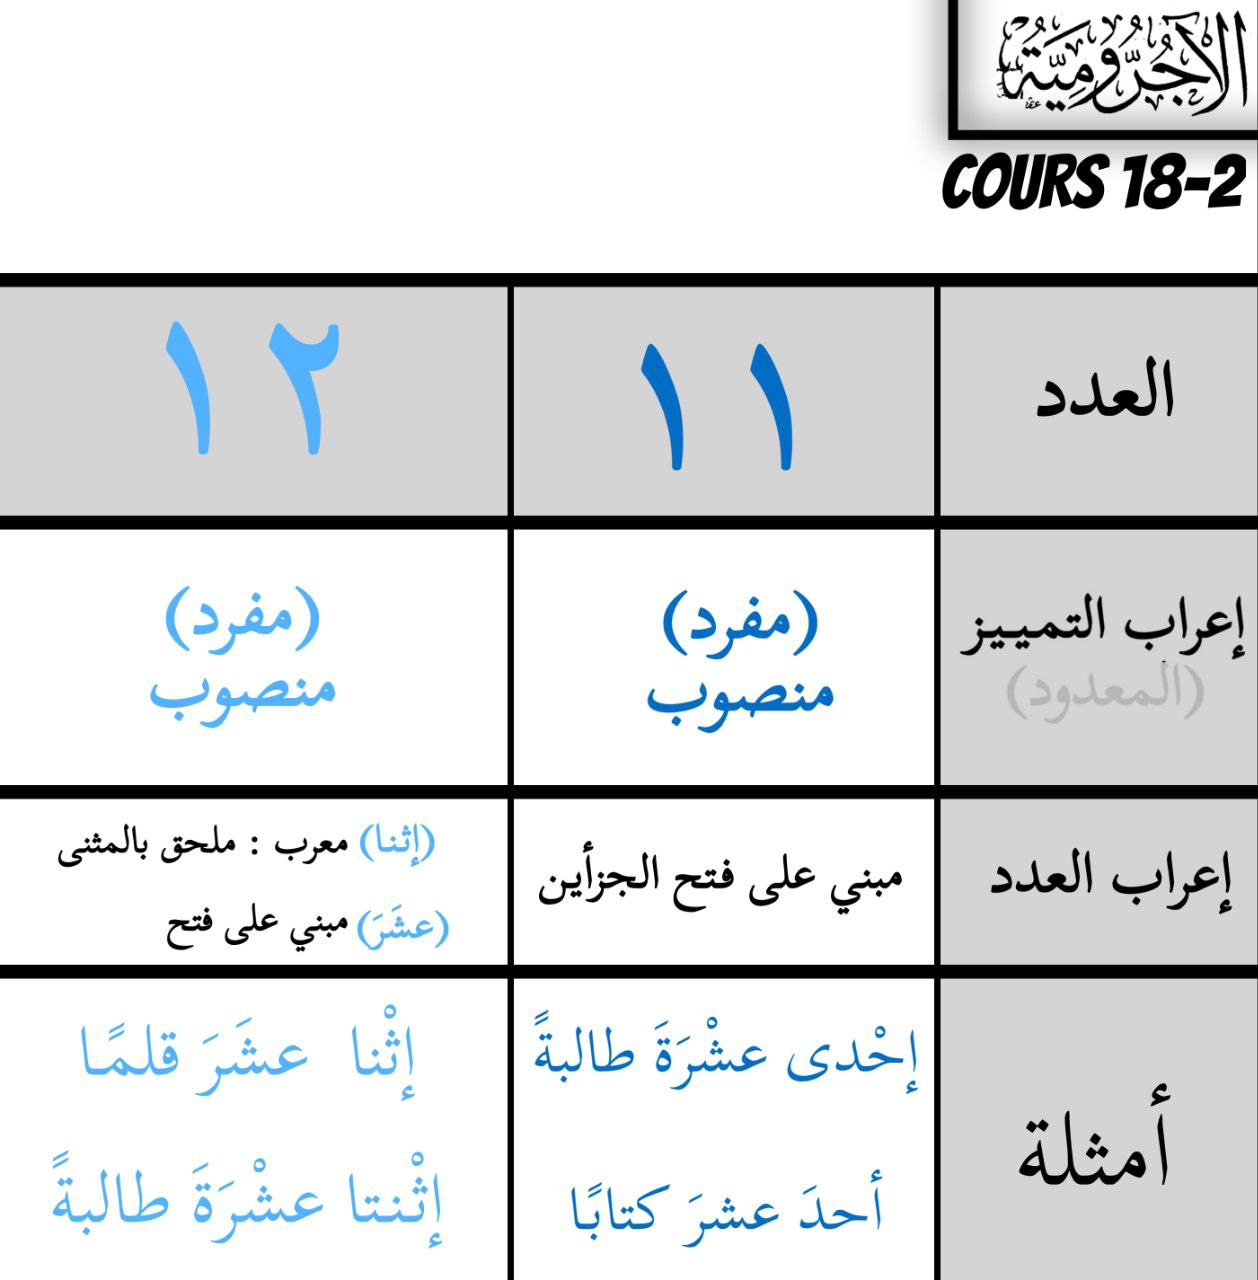 الآجُرُّومِيَّة
COURS 18-2
العدد
١١
١٢
إعراب التمييز
(المعدود)
(مفرد)
منصوب
(مفرد)
منصوب
إعراب العدد
مبني على فتح الجزأين
(إثنا) معرب : ملحق بالمثنى
(عشَرَ) مبني على فتح
أمثلة
إحْدى عشْرَةَ طالبةً
أحدَ عشرَ كتابًا
إثْنا عشَرَ قلمًا
إثْنتا عشْرَةَ طالبةً